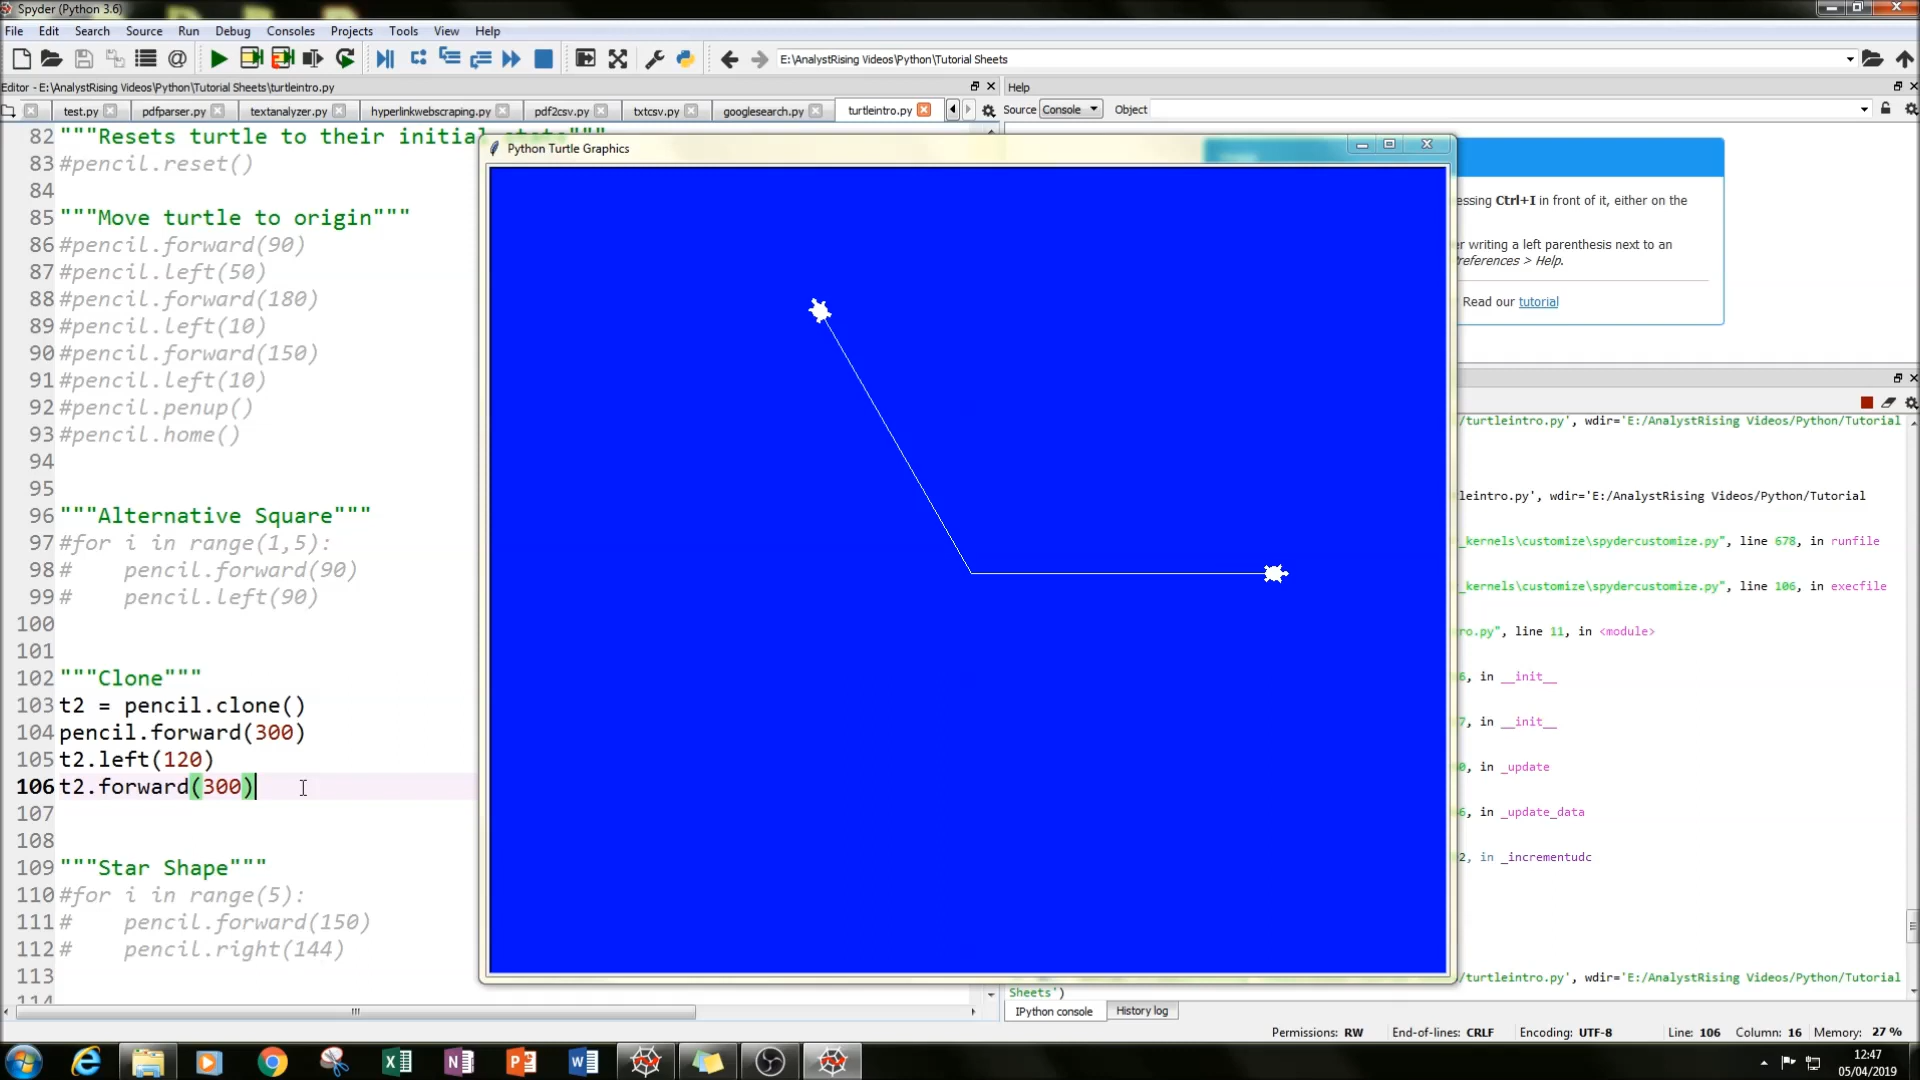 Spyder (Python 3.6)
File Edit Search Source Run Debug Consoles Projects Tools View Help
E:\AnalystRising Videos\Python\Tutorial Sheets
Editor - E:\AnalystRising Videos\Python\Tutorial Sheets\turtleintro.py
Help
test.py pdfparser.py textanalyzer.py hyperlinkwebscraping.py pdf2csv.py txtcsv.py googlesearch.py turtleintro.py
Source Console Object
82 """Resets turtle to their initial state"""
83 #pencil.reset()
84
85 """Move turtle to origin"""
86 #pencil.forward(90)
87 #pencil.left(50)
88 #pencil.forward(180)
89 #pencil.left(10)
90 #pencil.forward(150)
91 #pencil.left(10)
92 #pencil.penup()
93 #pencil.home()
94
95
96 """Alternative Square"""
97 #for i in range(1,5):
98 #    pencil.forward(90)
99 #    pencil.left(90)
100
101
102 """Clone"""
103 t2 = pencil.clone()
104 pencil.forward(300)
105 t2.left(120)
106 t2.forward(300)
107
108
109 """Star Shape"""
110 #for i in range(5):
111 #    pencil.forward(150)
112 #    pencil.right(144)
113
114
Python Turtle Graphics
essing Ctrl+I in front of it, either on the
er writing a left parenthesis next to an
references > Help.
Read our tutorial
/turtleintro.py', wdir='E:/AnalystRising Videos/Python/Tutorial
leintro.py', wdir='E:/AnalystRising Videos/Python/Tutorial
_kernels\customize\spydercustomize.py", line 678, in runfile
_kernels\customize\spydercustomize.py", line 106, in execfile
ro.py", line 11, in <module>
6, in __init__
7, in __init__
0, in _update
6, in _update_data
2, in _incrementudc
/turtleintro.py', wdir='E:/AnalystRising Videos/Python/Tutorial
Sheets')
IPython console History log
Permissions: RW End-of-lines: CRLF Encoding: UTF-8 Line: 106 Column: 16 Memory: 27 %
12:47
05/04/2019